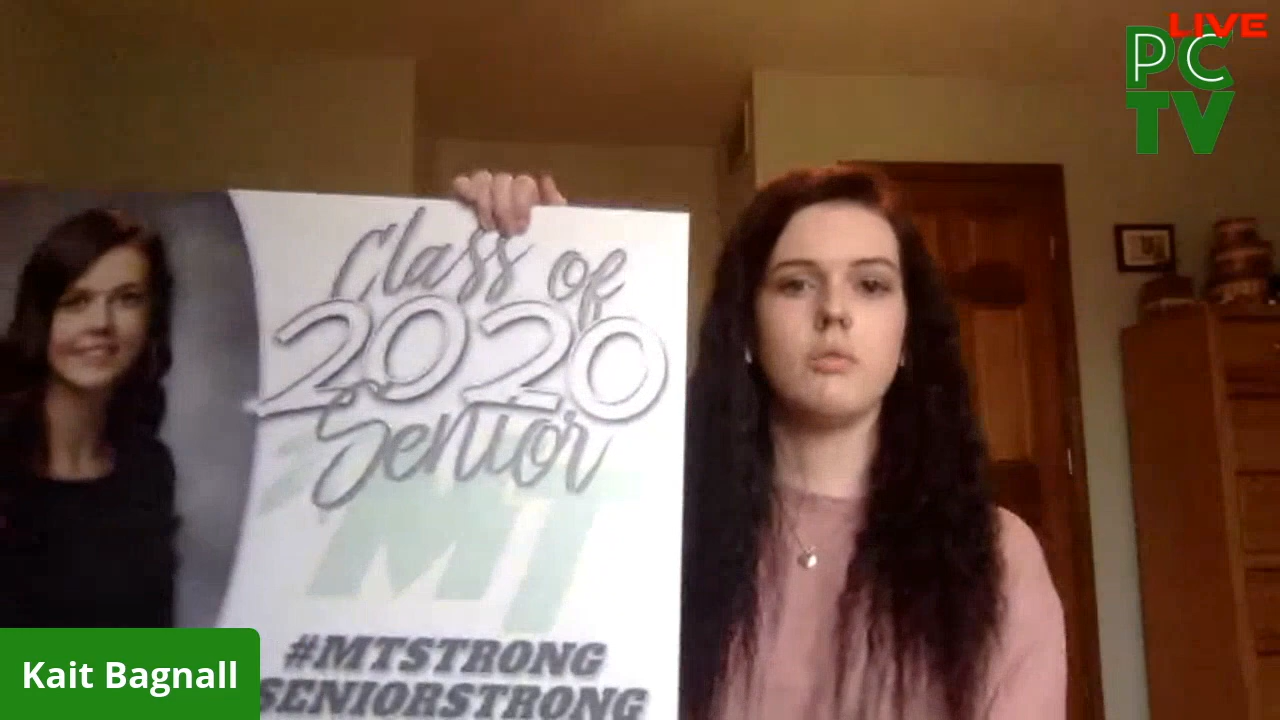 LIVE
PC
TV
Class of
2020
Senior
MT
#MTSTRONG
SENIORSTRONG
Kait Bagnall